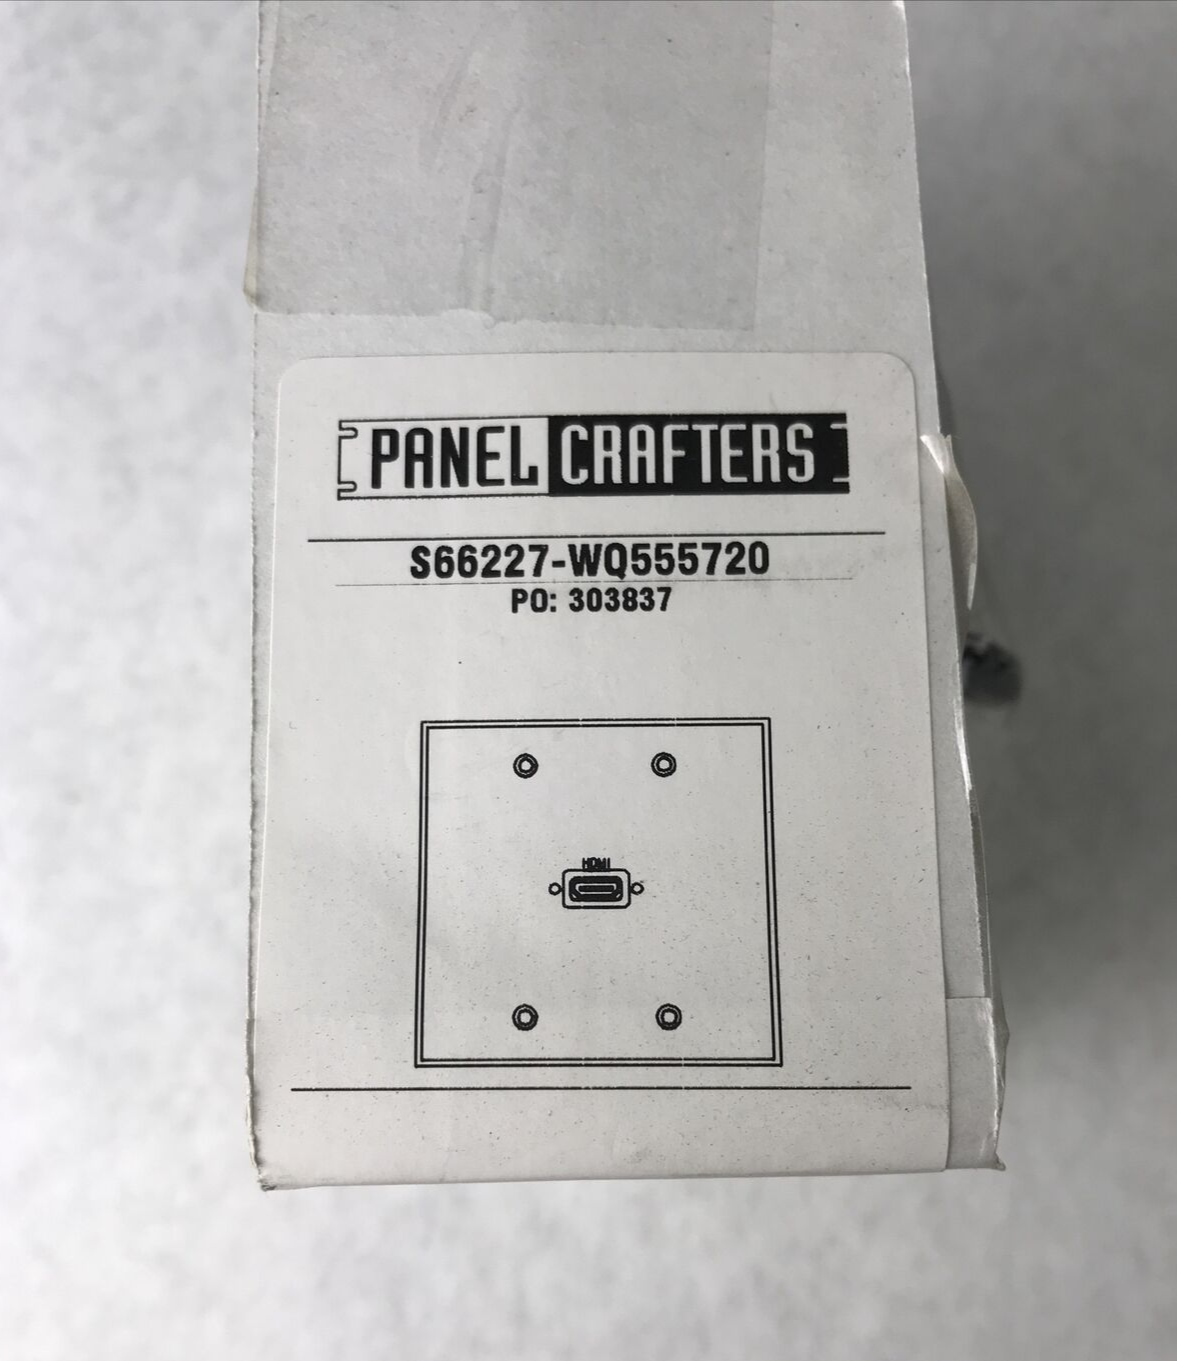 PANEL CRAFTERS
S66227-WQ555720
PO: 303837
HDMI